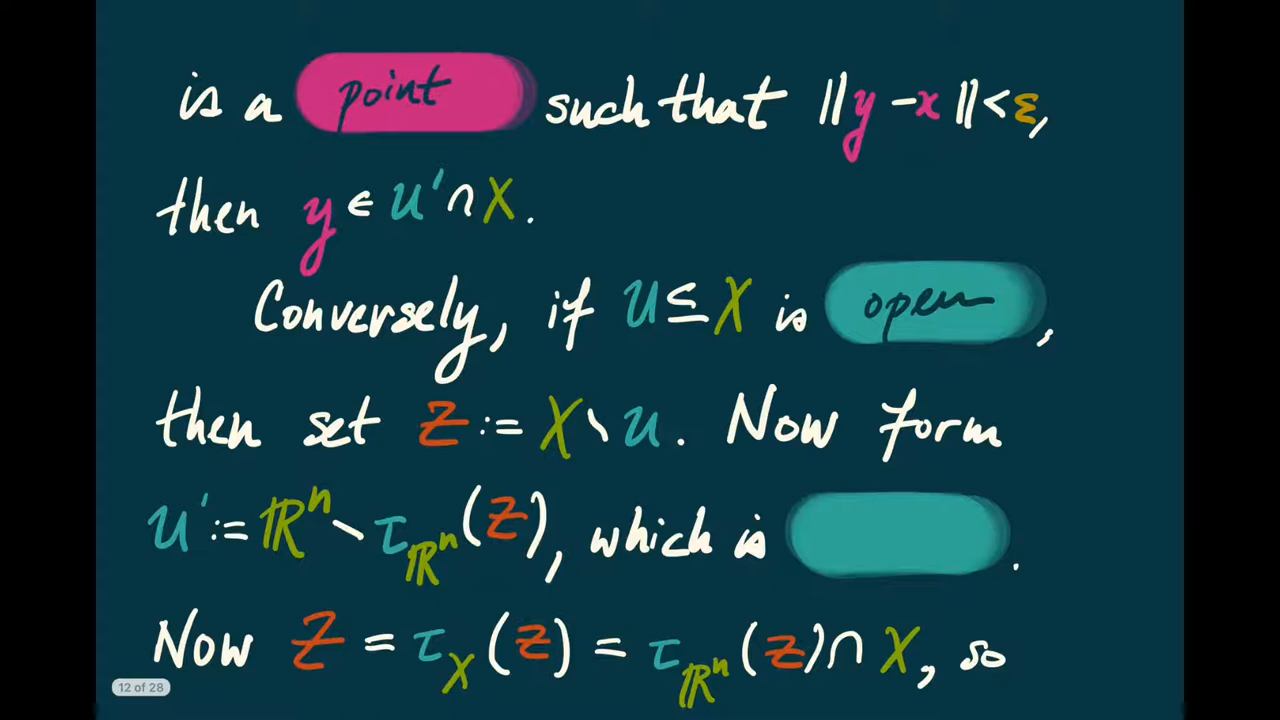 is a point such that ||y - x|| < ε,
then y ∈ U' ∩ X.
Conversely, if U ⊆ X is open,
then set Z := X \ U. Now form
U' := ℝⁿ \ τ_ℝⁿ(Z), which is .
Now Z = τ_X(Z) = τ_ℝⁿ(Z) ∩ X, so
12 of 28